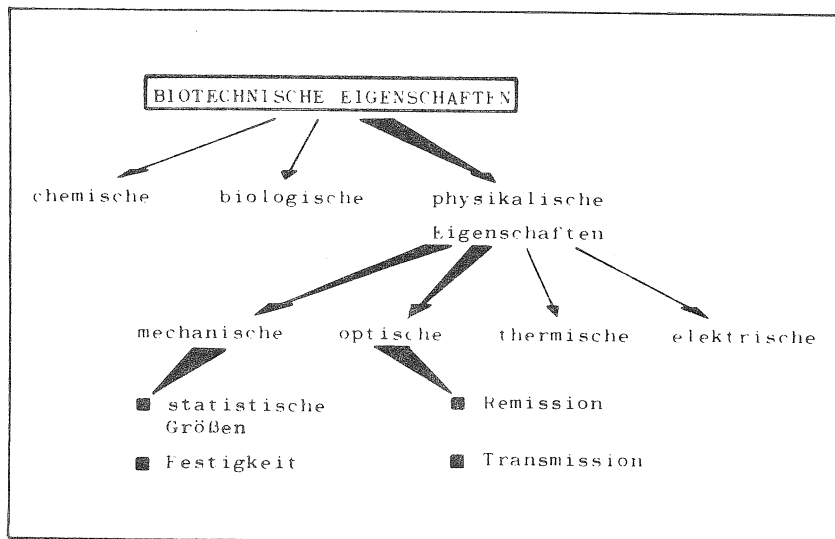 BIOTECHNISCHE EIGENSCHAFTEN
chemische biologische physikalische
Eigenschaften
mechanische optische thermische elektrische
■ statistische ■ Remission
Größen
■ Festigkeit ■ Transmission